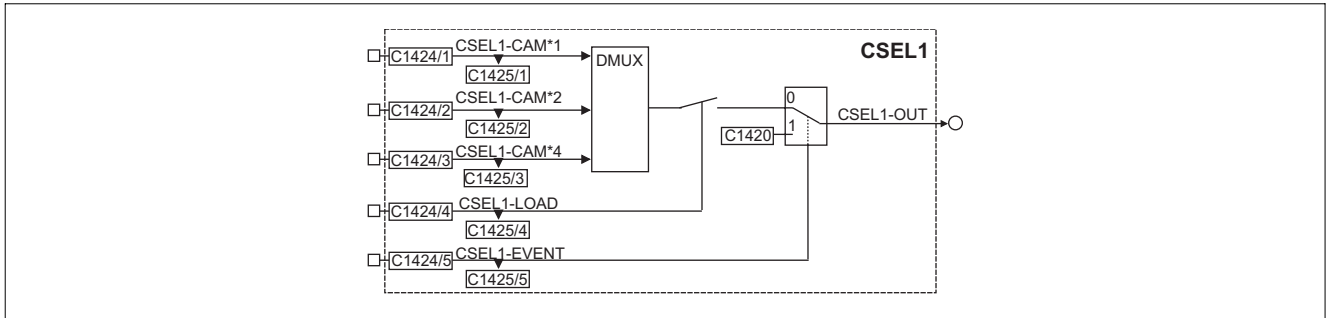 CSEL1
C1424/1 CSEL1-CAM*1
C1425/1
DMUX
C1424/2 CSEL1-CAM*2
C1425/2
0
1
C1420
CSEL1-OUT
C1424/3 CSEL1-CAM*4
C1425/3
C1424/4 CSEL1-LOAD
C1425/4
C1424/5 CSEL1-EVENT
C1425/5